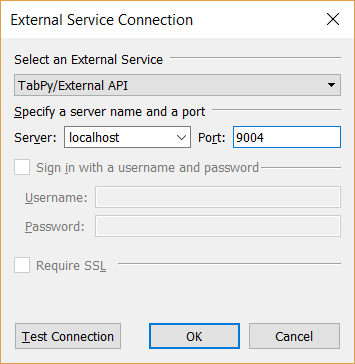 External Service Connection
Select an External Service
TabPy/External API
Specify a server name and a port
Server: localhost Port: 9004
Sign in with a username and password
Username:
Password:
Require SSL
Test Connection OK Cancel